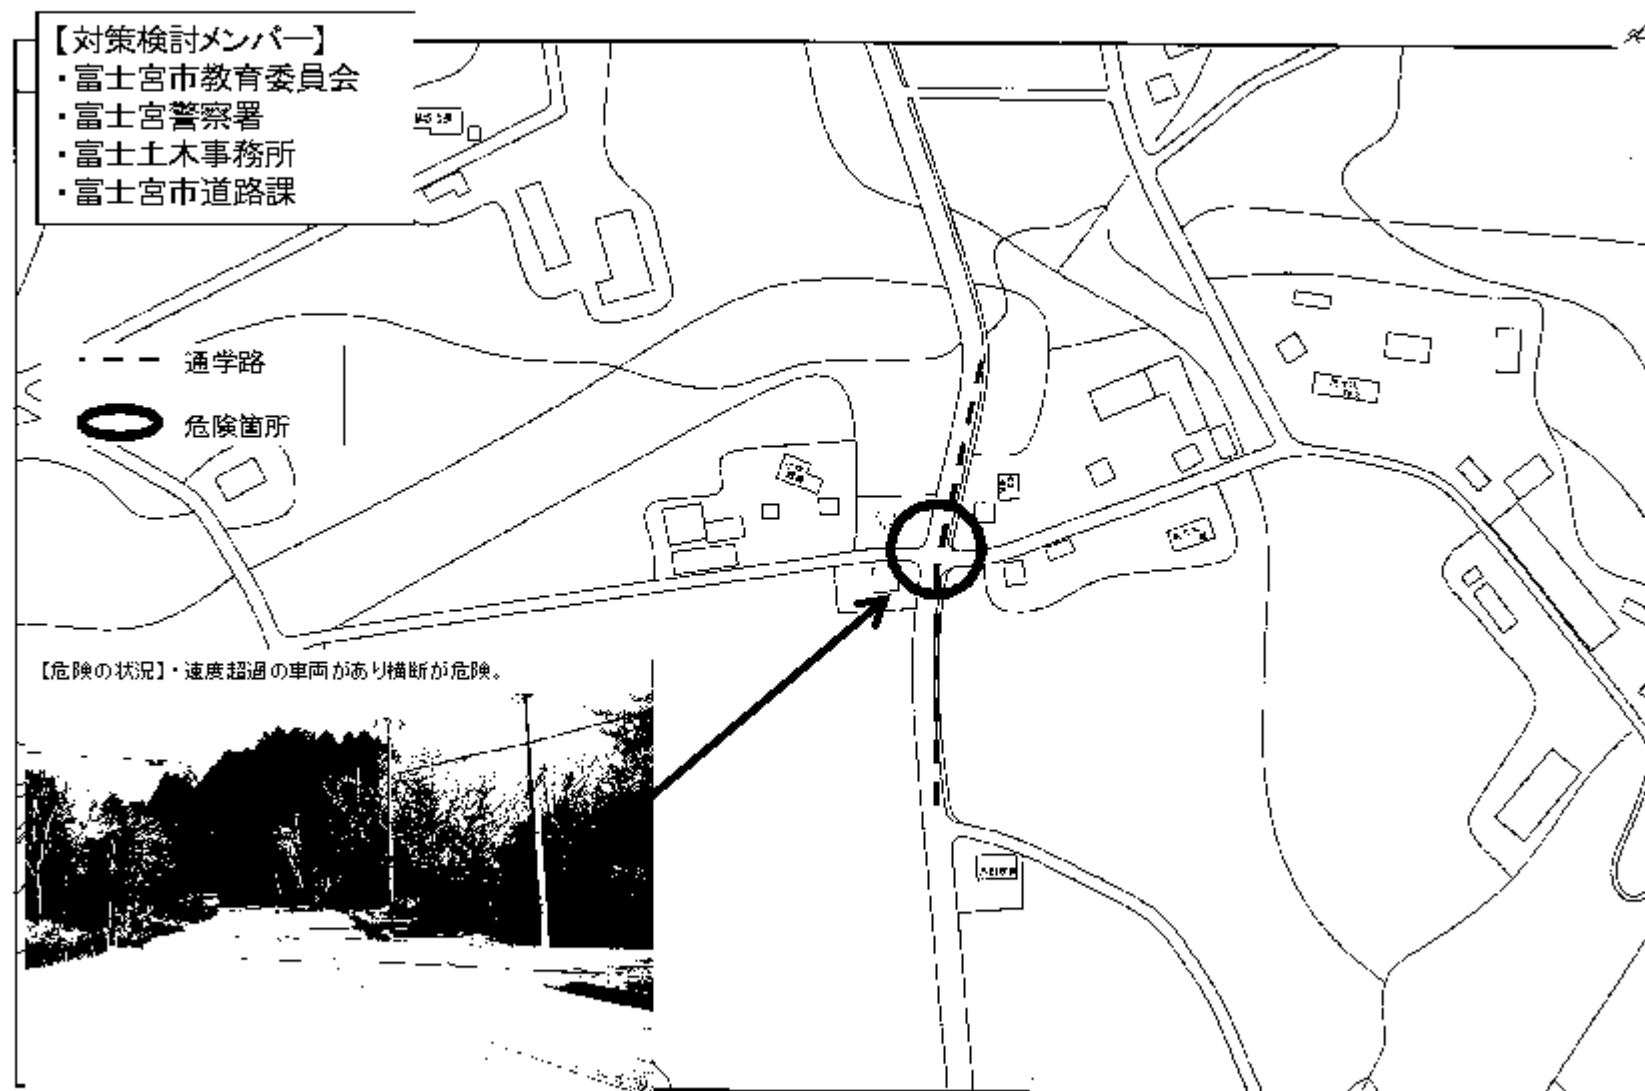 【対策検討メンバー】
・富士宮市教育委員会
・富士宮警察署
・富士土木事務所
・富士宮市道路課
通学路
危険箇所
【危険の状況】・速度超過の車両があり横断が危険。